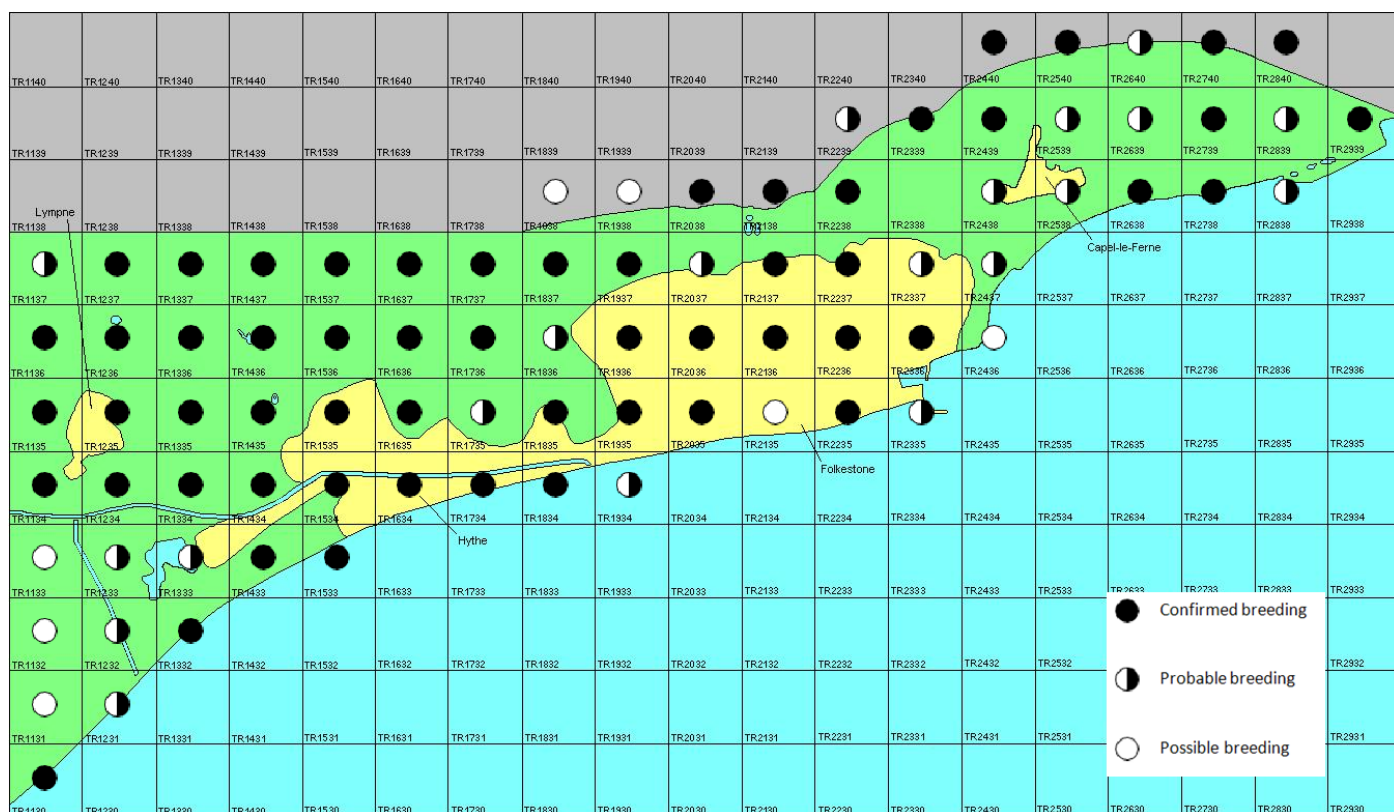 TR1140 TR1240 TR1340 TR1440 TR1540 TR1640 TR1740 TR1840 TR1940 TR2040 TR2140 TR2240 TR2340 TR2440 TR2540 TR2640 TR2740 TR2840
TR1139 TR1239 TR1339 TR1439 TR1539 TR1639 TR1739 TR1839 TR1939 TR2039 TR2139 TR2239 TR2339 TR2439 TR2539 TR2639 TR2739 TR2839 TR2939
Lympne
TR1138 TR1238 TR1338 TR1438 TR1538 TR1638 TR1738 TR1938 TR2038 TR2138 TR2238 TR2338 TR2438 TR2538 TR2638 TR2738 TR2838 TR2938
Capel-le-Ferne
TR1137 TR1237 TR1337 TR1437 TR1537 TR1637 TR1737 TR1837 TR1937 TR2037 TR2137 TR2237 TR2337 TR2437 TR2537 TR2637 TR2737 TR2837 TR2937
TR1136 TR1236 TR1336 TR1436 TR1536 TR1636 TR1736 TR1836 TR1936 TR2036 TR2136 TR2236 TR2336 TR2436 TR2536 TR2636 TR2736 TR2836 TR2936
TR1135 TR1235 TR1335 TR1435 TR1535 TR1635 TR1735 TR1835 TR1935 TR2035 TR2135 TR2235 TR2335 TR2435 TR2535 TR2635 TR2735 TR2835 TR2935
Folkestone
TR1134 TR1234 TR1334 TR1434 TR1534 TR1634 TR1734 TR1834 TR1934 TR2034 TR2134 TR2234 TR2334 TR2434 TR2534 TR2634 TR2734 TR2834 TR2934
Hythe
TR1133 TR1233 TR1333 TR1433 TR1533 TR1633 TR1733 TR1833 TR1933 TR2033 TR2133 TR2233 TR2333 TR2433 TR2533 TR2633 TR2733 TR2833 TR2933
Confirmed breeding
TR1132 TR1232 TR1332 TR1432 TR1532 TR1632 TR1732 TR1832 TR1932 TR2032 TR2132 TR2232 TR2332 TR2432 TR2532 TR2932
Probable breeding
TR1131 TR1231 TR1331 TR1431 TR1531 TR1631 TR1731 TR1831 TR1931 TR2031 TR2131 TR2231 TR2331 TR2431 TR2531 TR2931
Possible breeding
TR1130 TR1230 TR1330 TR1430 TR1530 TR1630 TR1730 TR1830 TR1930 TR2030 TR2130 TR2230 TR2330 TR2430 TR2530 TR2630 TR2730 TR2830 TR2930